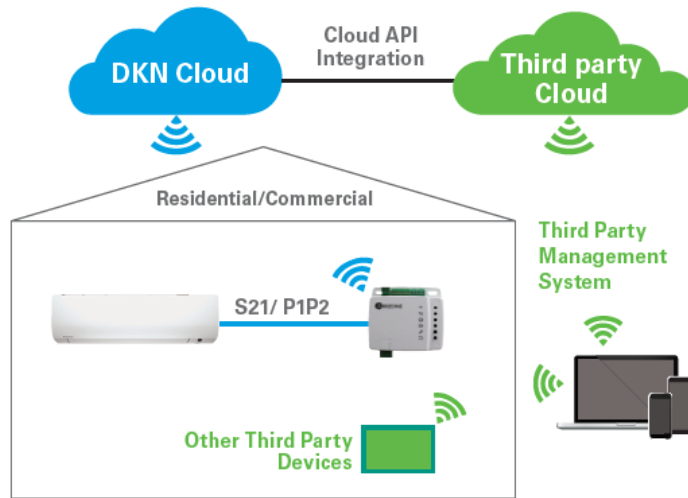 Cloud API
Integration
DKN Cloud
Third party
Cloud
Residential/Commercial
Third Party
Management
System
S21/ P1P2
Other Third Party
Devices